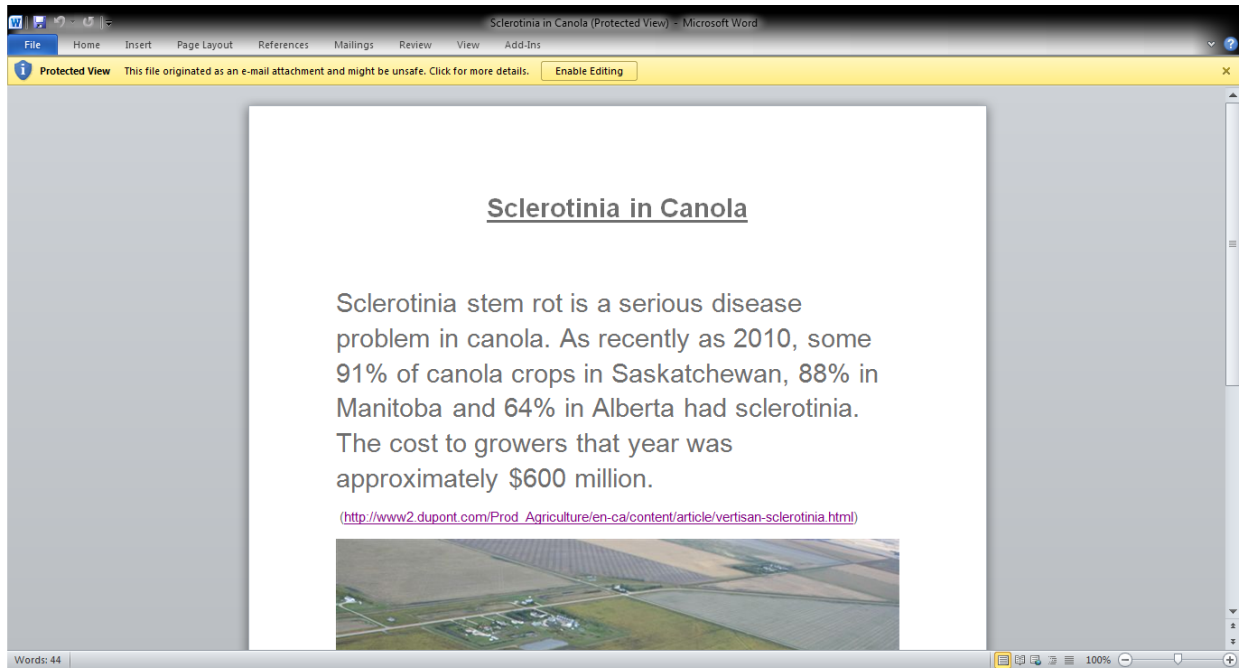 Sclerotinia in Canola (Protected View) - Microsoft Word
File Home Insert Page Layout References Mailings Review View Add-Ins
Protected View This file originated as an e-mail attachment and might be unsafe. Click for more details. Enable Editing
Sclerotinia in Canola
Sclerotinia stem rot is a serious disease
problem in canola. As recently as 2010, some
91% of canola crops in Saskatchewan, 88% in
Manitoba and 64% in Alberta had sclerotinia.
The cost to growers that year was
approximately $600 million.
(http://www2.dupont.com/Prod_Agriculture/en-ca/content/article/vertisan-sclerotinia.html)
Words: 44 100%